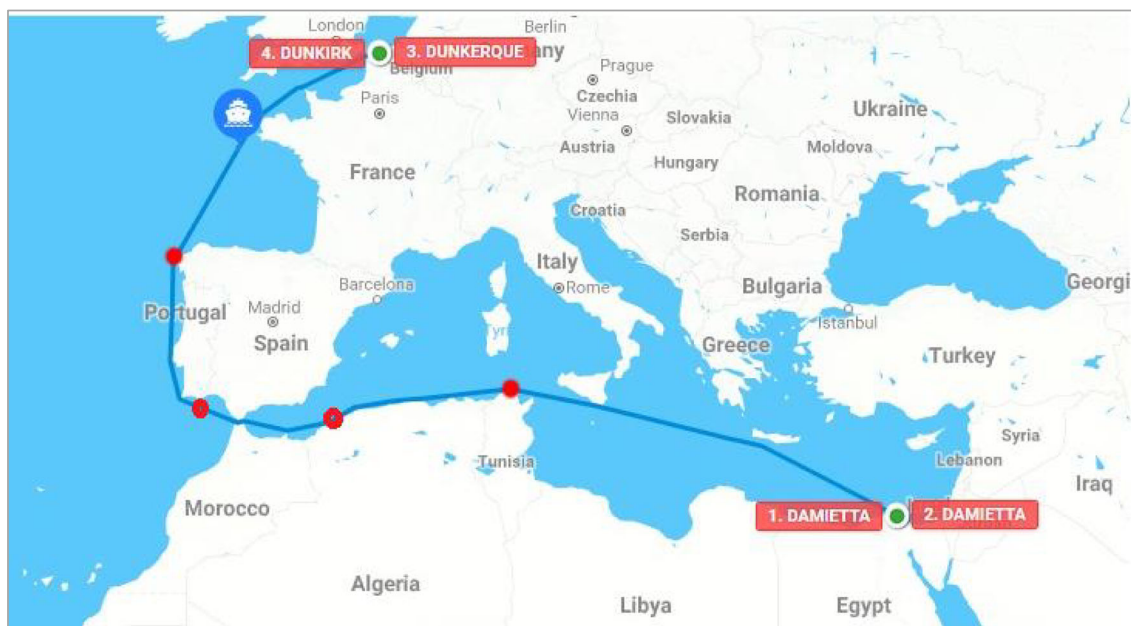 Berlin
London
4. DUNKIRK
3. DUNKERQUE
any
Belgium
Prague
Czechia
Paris
Ukraine
Vienna
Slovakia
Austria
Moldova
Hungary
France
Romania
Croatia
Serbia
Italy
Georgi
Barcelona
Rome
Bulgaria
Portugal
Madrid
Istanbul
Tyr
Spain
Greece
Turkey
Syria
Tunisia
Lebanon
Iraq
Morocco
1. DAMIETTA
2. DAMIETTA
Algeria
Libya
Egypt